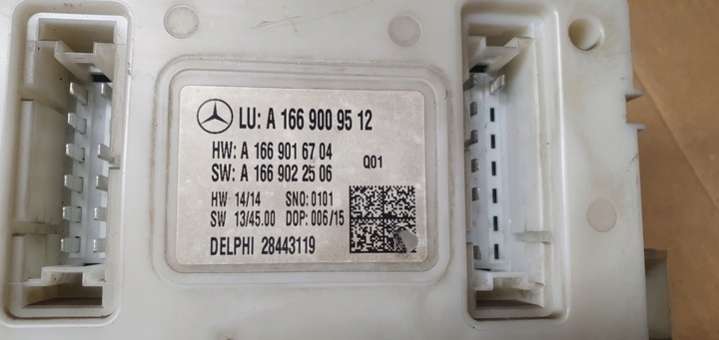 LU: A 166 900 95 12
HW: A 166 901 67 04
SW: A 166 902 25 06 Q01
HW 14/14 SNO: 0101
SW 13/45.00 DOP: 006/15
DELPHI 28443119